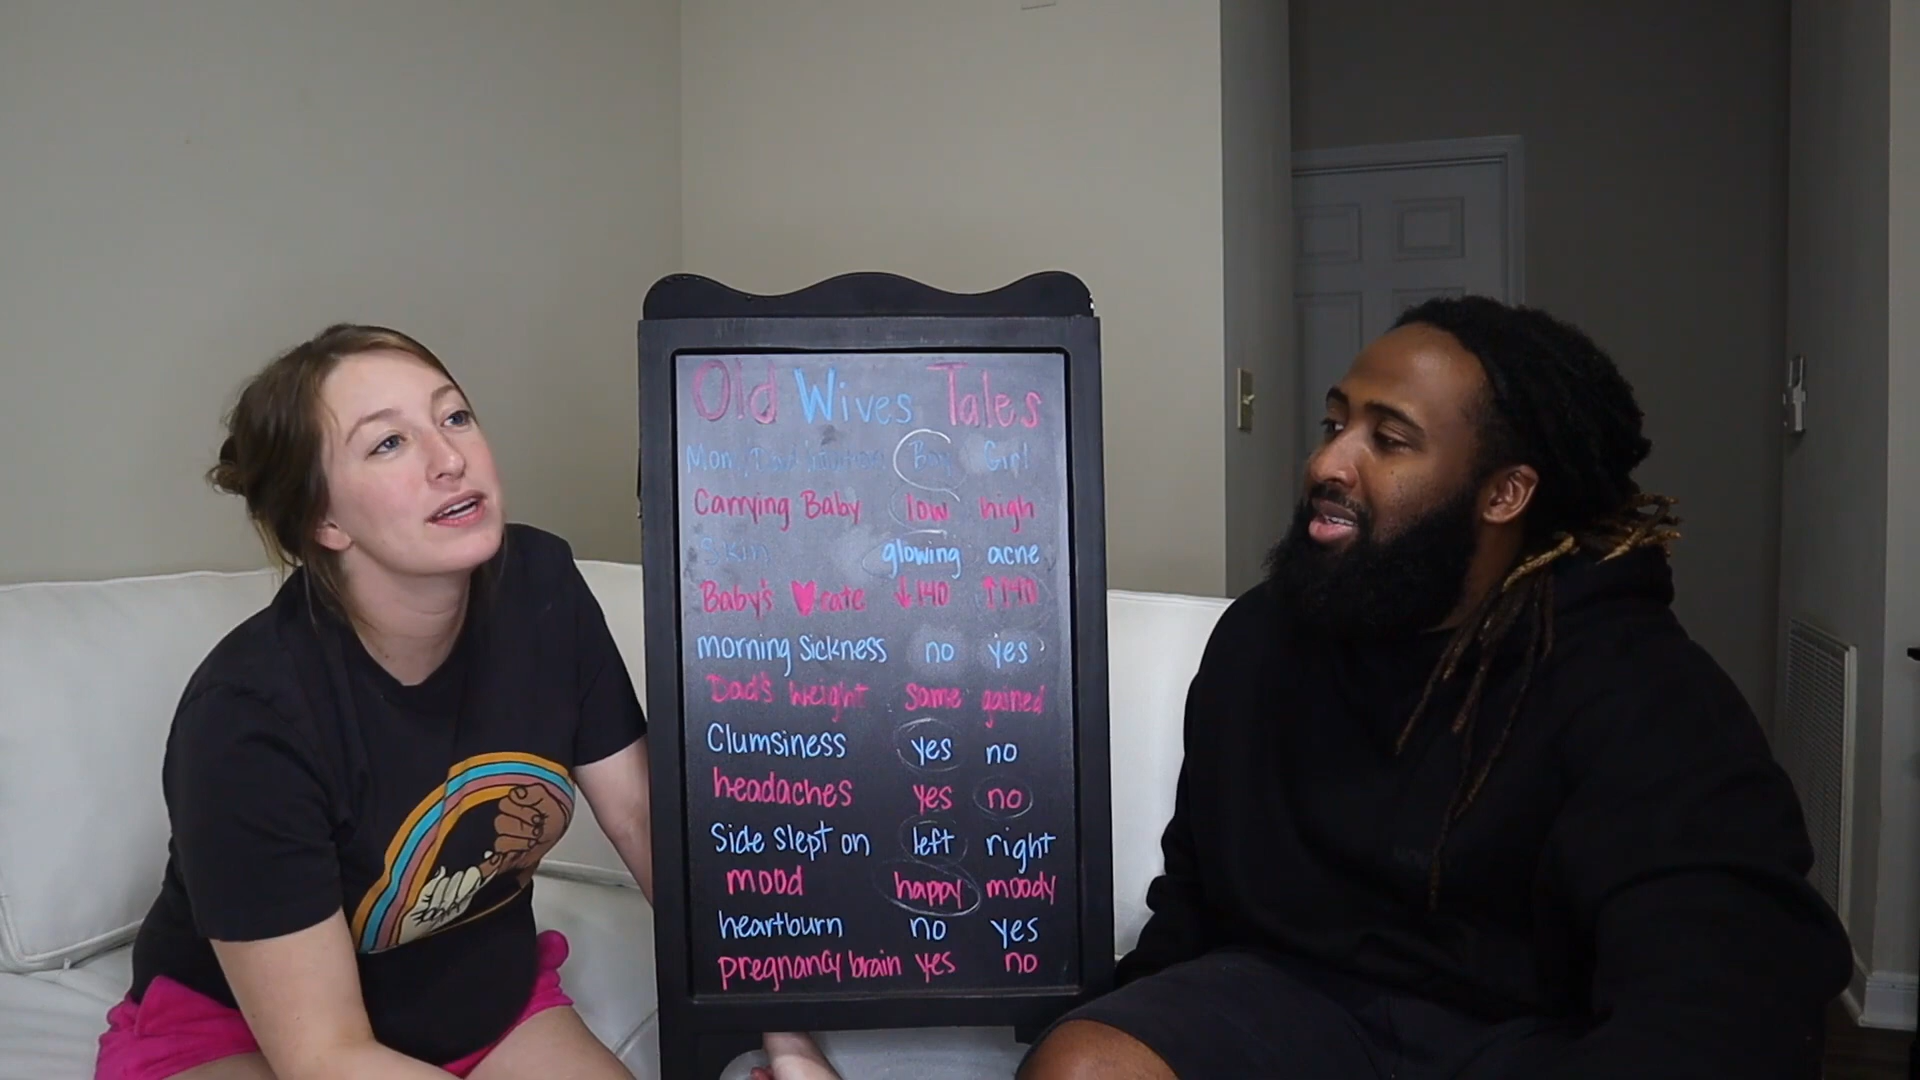 Old Wives Tales
Mom/Dad intuition Boy Girl
Carrying Baby low high
Skin glowing acne
Baby's ♥ rate ↓140 ↑140
morning sickness no yes
Dad's weight same gained
Clumsiness yes no
headaches yes no
Side slept on left right
mood happy moody
heartburn no yes
pregnancy brain yes no